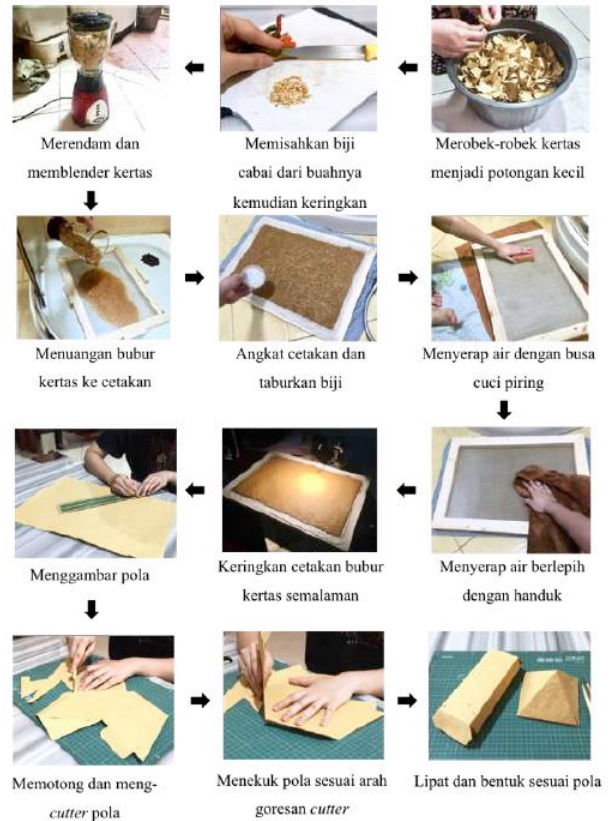 Merendam dan
memblender kertas
Memisahkan biji
cabai dari buahnya
kemudian keringkan
Merobek-robek kertas
menjadi potongan kecil
Menuangan bubur
kertas ke cetakan
Angkat cetakan dan
taburkan biji
Menyerap air dengan busa
cuci piring
Menggambar pola
Keringkan cetakan bubur
kertas semalaman
Menyerap air berlepih
dengan handuk
Memotong dan meng-
cutter pola
Menekuk pola sesuai arah
goresan cutter
Lipat dan bentuk sesuai pola